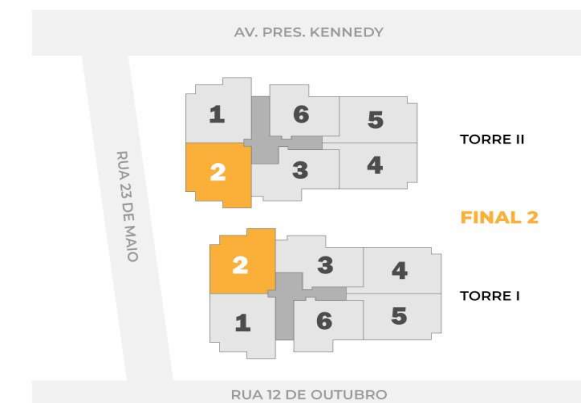 AV. PRES. KENNEDY
1
6
5
TORRE II
2
3
4
RUA 23 DE MAIO
FINAL 2
2
3
4
TORRE I
1
6
5
RUA 12 DE OUTUBRO